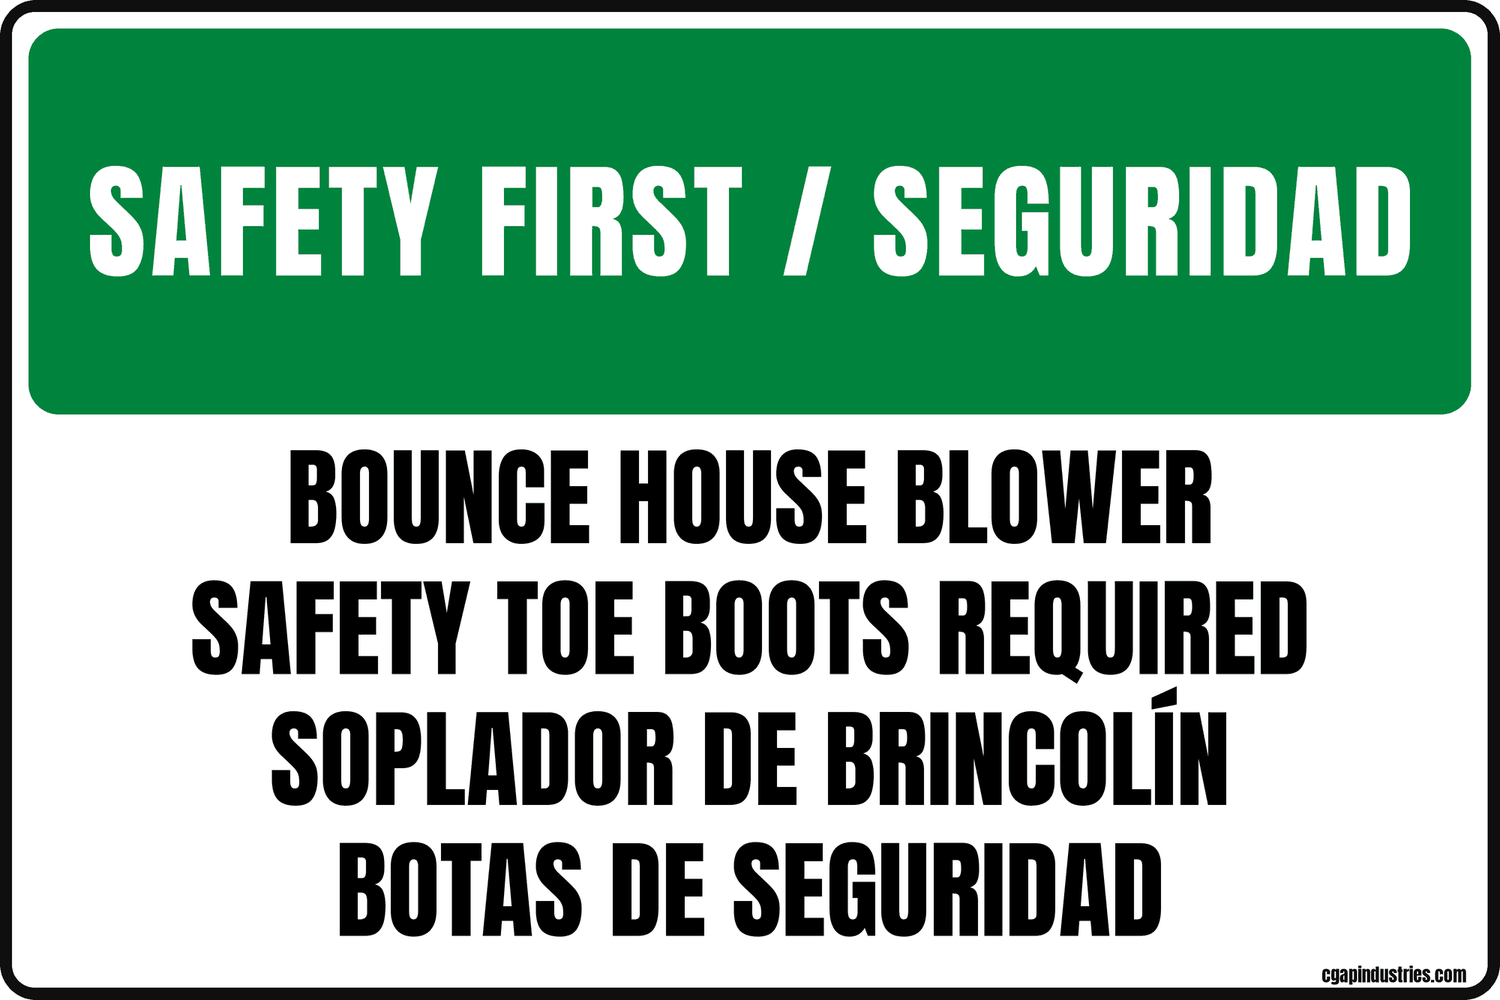 SAFETY FIRST / SEGURIDAD
BOUNCE HOUSE BLOWER
SAFETY TOE BOOTS REQUIRED
SOPLADOR DE BRINCOLÍN
BOTAS DE SEGURIDAD
cgapindustries.com